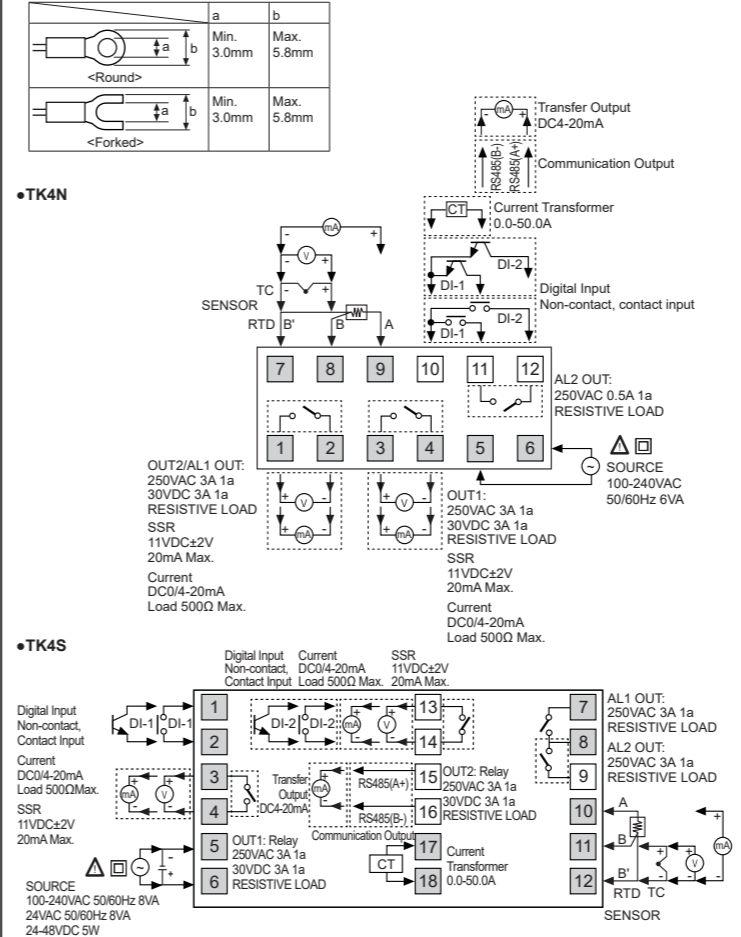 a b
Min. 3.0mm
Max. 5.8mm
a b
<Round>
Min. 3.0mm
Max. 5.8mm
a b
<Forked>
●TK4N
- mA +
Transfer Output
DC4-20mA
RS485(B-)
RS485(A+)
Communication Output
CT
Current Transformer
0.0-50.0A
DI-2
DI-1
Digital Input
Non-contact, contact input
DI-2
DI-1
- mA +
- V +
TC - +
SENSOR
RTD B' B A
7 8 9 10 11 12
AL2 OUT:
250VAC 0.5A 1a
RESISTIVE LOAD
1 2 3 4 5 6
SOURCE
100-240VAC
50/60Hz 6VA
OUT2/AL1 OUT:
250VAC 3A 1a
30VDC 3A 1a
RESISTIVE LOAD
SSR
11VDC±2V
20mA Max.
Current
DC0/4-20mA
Load 500Ω Max.
+ V -
+ mA -
+ V -
+ mA -
OUT1:
250VAC 3A 1a
30VDC 3A 1a
RESISTIVE LOAD
SSR
11VDC±2V
20mA Max.
Current
DC0/4-20mA
Load 500Ω Max.
●TK4S
Digital Input
Non-contact,
Contact Input
Current
DC0/4-20mA
Load 500Ω Max.
SSR
11VDC±2V
20mA Max.
Digital Input
Non-contact,
Contact Input
DI-1 DI-1
1
2
DI-2 DI-2
mA + -
V + -
13
14
7
8
9
AL1 OUT:
250VAC 3A 1a
RESISTIVE LOAD
AL2 OUT:
250VAC 3A 1a
RESISTIVE LOAD
Current
DC0/4-20mA
Load 500ΩMax.
SSR
11VDC±2V
20mA Max.
mA + -
V + -
3
4
Transfer
Output
DC4-20mA
mA + -
RS485(A+)
RS485(B-)
Communication Output
15
16
OUT2: Relay
250VAC 3A 1a
30VDC 3A 1a
RESISTIVE LOAD
~ - +
SOURCE
100-240VAC 50/60Hz 8VA
24VAC 50/60Hz 8VA
24-48VDC 5W
5
6
OUT1: Relay
250VAC 3A 1a
30VDC 3A 1a
RESISTIVE LOAD
CT
17
18
Current
Transformer
0.0-50.0A
10
11
12
A
B
B'
RTD TC
+ -
V + -
mA + -
SENSOR